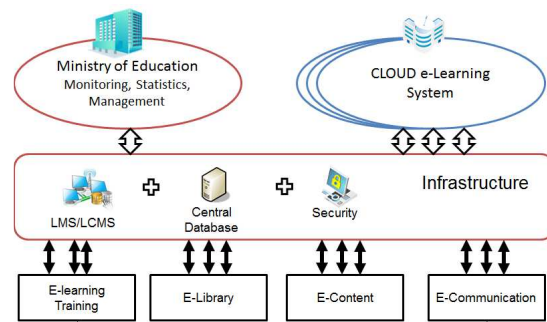 Ministry of Education
Monitoring, Statistics,
Management
CLOUD e-Learning
System
Infrastructure
LMS/LCMS
Central
Database
Security
E-learning
Training
E-Library
E-Content
E-Communication